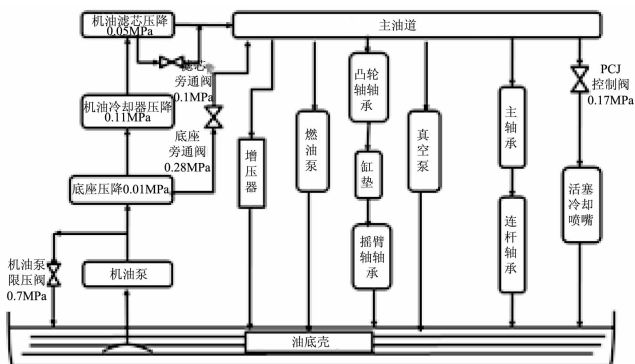 机油滤芯压降
0.05MPa
主油道
滤芯
旁通阀
0.1MPa
机油冷却器压降
0.11MPa
底座
旁通阀
0.28MPa
底座压降0.01MPa
机油泵
限压阀
0.7MPa
机油泵
增
压
器
燃
油
泵
凸轮
轴轴
承
缸
垫
摇臂
轴轴
承
真
空
泵
主
轴
承
连
杆
轴
承
PCJ
控制阀
0.17MPa
活塞
冷却
喷嘴
油底壳